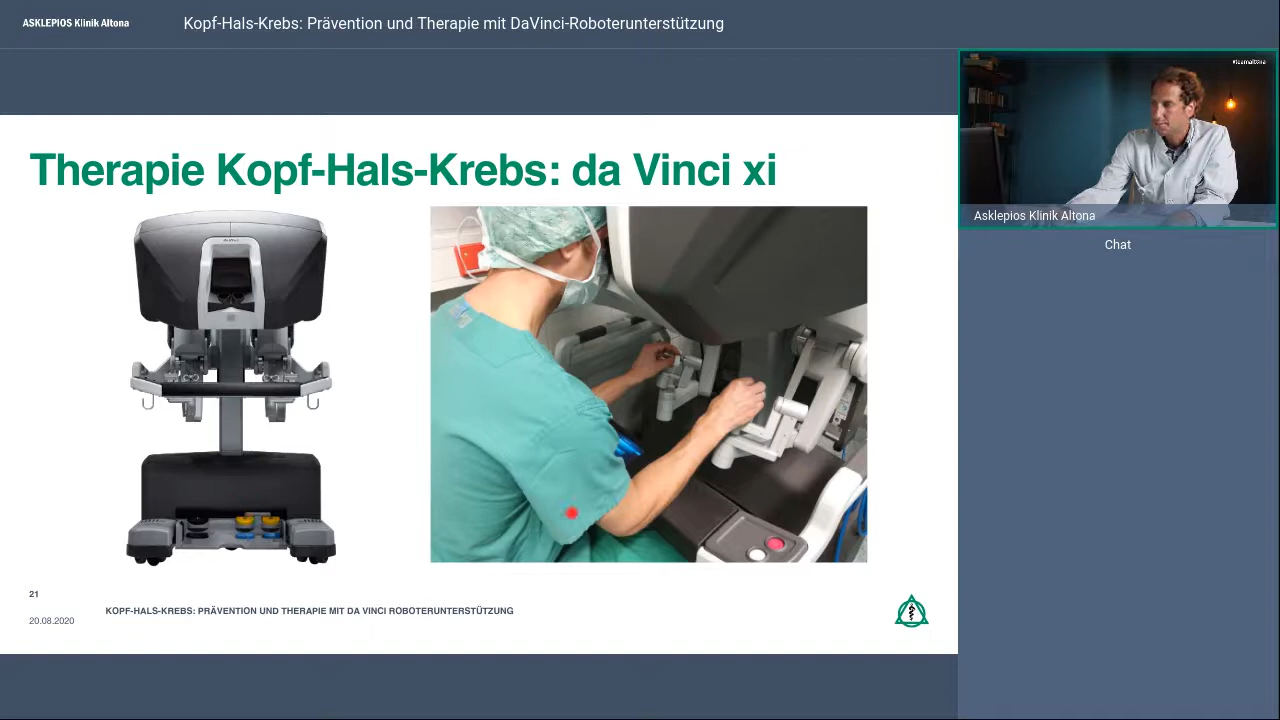 ASKLEPIOS Klinik Altona
Kopf-Hals-Krebs: Prävention und Therapie mit DaVinci-Roboterunterstützung
#teamaltona
Asklepios Klinik Altona
Chat
Therapie Kopf-Hals-Krebs: da Vinci xi
21
KOPF-HALS-KREBS: PRÄVENTION UND THERAPIE MIT DA VINCI ROBOTERUNTERSTÜTZUNG
20.08.2020